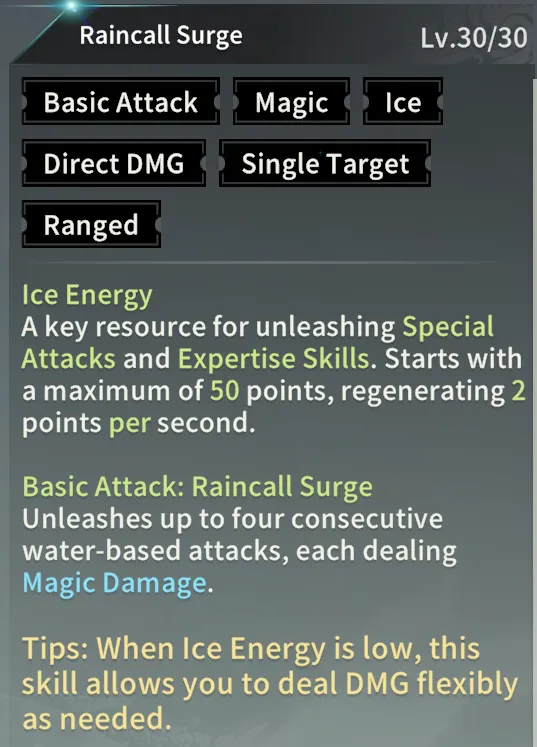 Raincall Surge
Lv.30/30
Basic Attack
Magic
Ice
Direct DMG
Single Target
Ranged
Ice Energy
A key resource for unleashing Special
Attacks and Expertise Skills. Starts with
a maximum of 50 points, regenerating 2
points per second.
Basic Attack: Raincall Surge
Unleashes up to four consecutive
water-based attacks, each dealing
Magic Damage.
Tips: When Ice Energy is low, this
skill allows you to deal DMG flexibly
as needed.